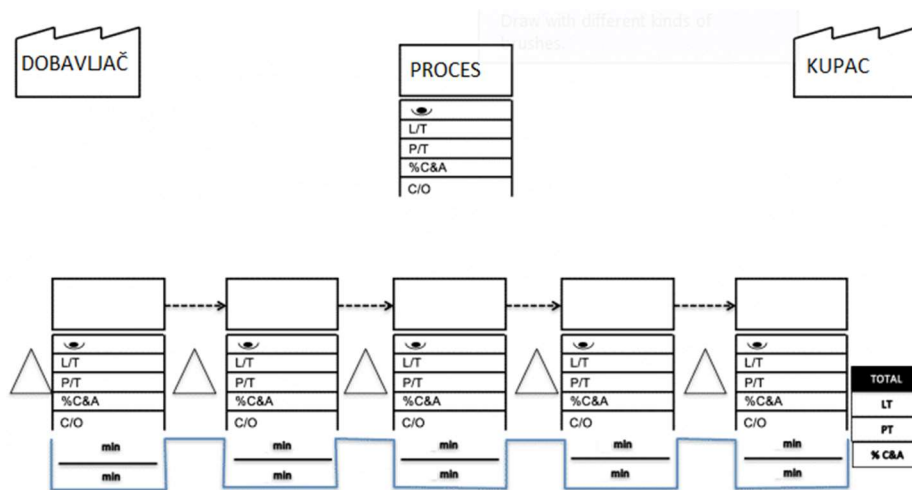 Draw with different kinds of
brushes.
DOBAVLJAČ
PROCES
KUPAC
L/T
P/T
%C&A
C/O
L/T
P/T
%C&A
C/O
min
min
L/T
P/T
%C&A
C/O
min
min
L/T
P/T
%C&A
C/O
min
min
L/T
P/T
%C&A
C/O
min
min
L/T
P/T
%C&A
C/O
min
min
TOTAL
LT
PT
% C&A